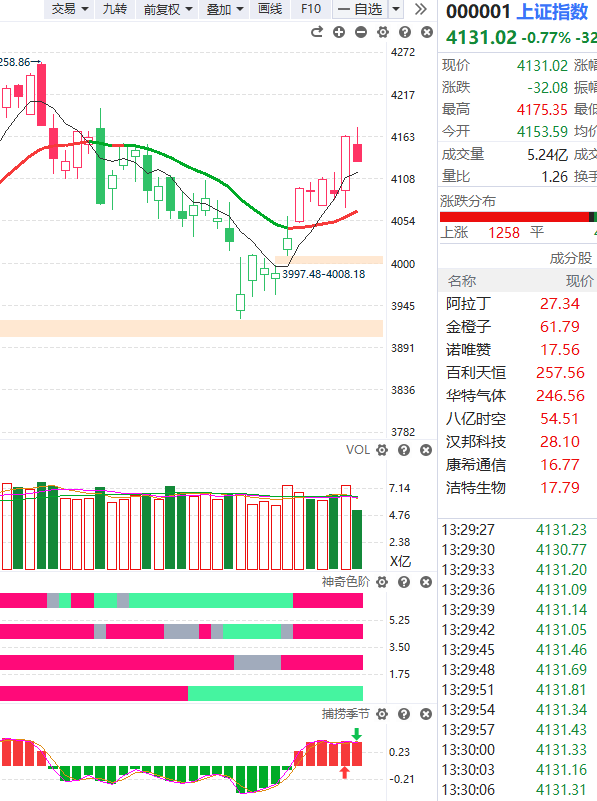 交易 九转 前复权 叠加 画线 F10 一自选
000001 上证指数
4131.02 -0.77% -32
258.86
4272
4217
4163
4108
4054
4000
3945
3891
3836
3782
3997.48-4008.18
现价 4131.02 涨幅
涨跌 -32.08 振幅
最高 4175.35 最低
今开 4153.59 均价
成交量 5.24亿 成交
量比 1.26 换手
涨跌分布
上涨 1258 平 4
成分股
名称 现价
阿拉丁 27.34
金橙子 61.79
诺唯赞 17.56
百利天恒 257.56
华特气体 246.56
八亿时空 54.51
汉邦科技 28.10
康希通信 16.77
洁特生物 17.79
VOL
7.14
4.76
2.38
X亿
神奇色阶
5.25
3.50
1.75
捕捞季节
0.23
-0.21
13:29:27 4131.23
13:29:30 4130.77
13:29:33 4131.20
13:29:36 4131.09
13:29:39 4131.14
13:29:42 4131.05
13:29:45 4131.46
13:29:48 4131.69
13:29:51 4131.81
13:29:54 4131.34
13:29:57 4131.43
13:30:00 4131.33
13:30:03 4131.16
13:30:06 4131.31